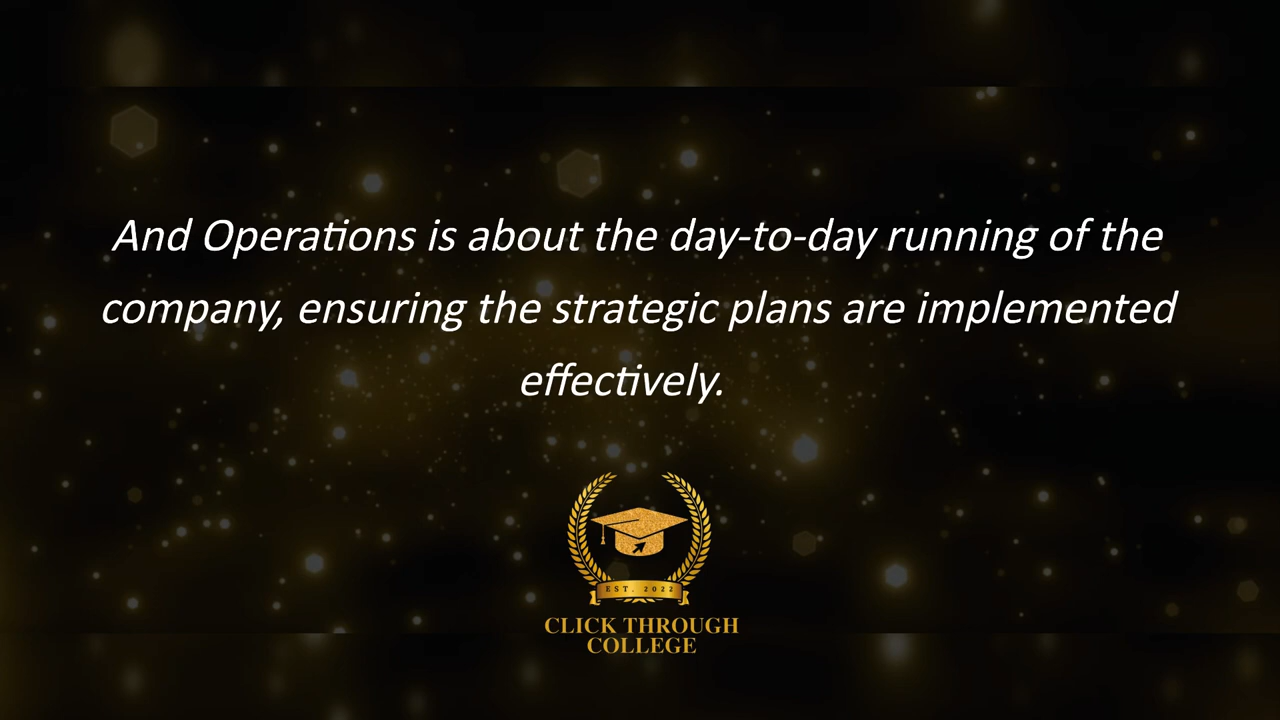 And Operations is about the day-to-day running of the
company, ensuring the strategic plans are implemented
effectively.
EST. 2022
CLICK THROUGH
COLLEGE